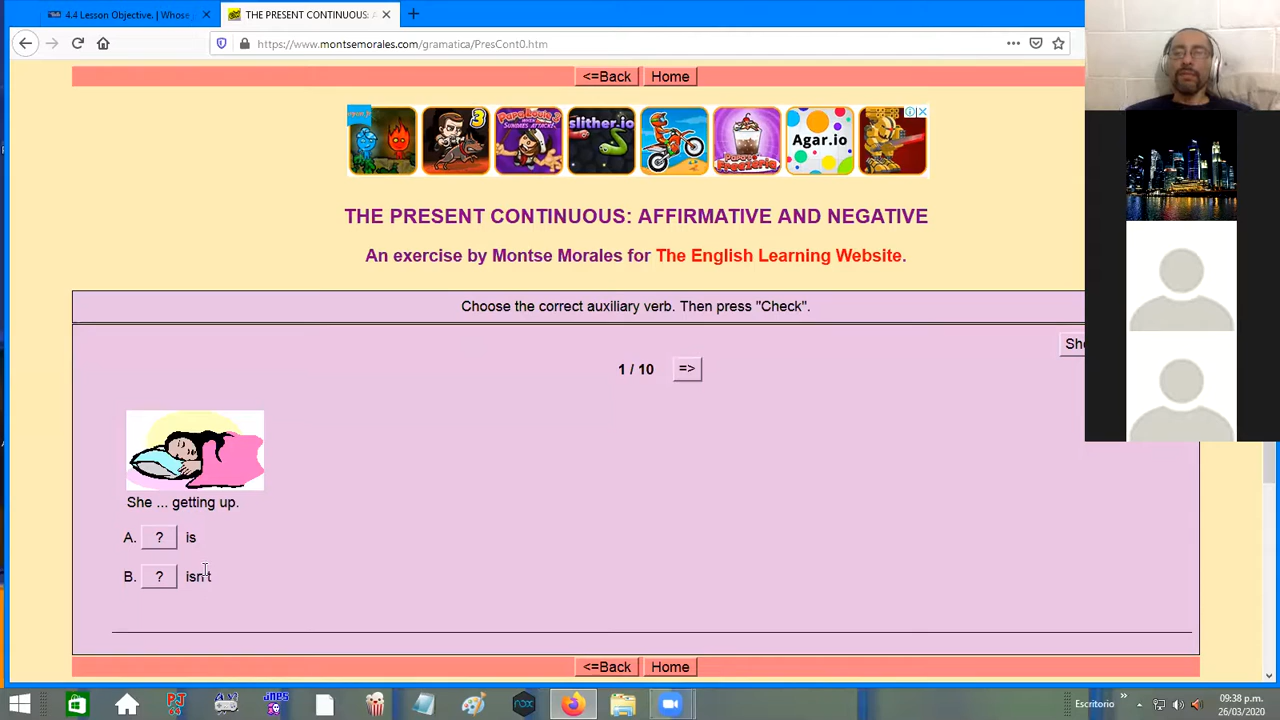 4.4 Lesson Objective. | Whose
THE PRESENT CONTINUOUS: A
https://www.montsemorales.com/gramatica/PresCont0.htm
<=Back Home
3
slither.io
Agar.io
THE PRESENT CONTINUOUS: AFFIRMATIVE AND NEGATIVE
An exercise by Montse Morales for The English Learning Website.
Choose the correct auxiliary verb. Then press "Check".
Sho
1 / 10 =>
She ... getting up.
A. ? is
B. ? isn't
<=Back Home
Escritorio
09:38 p.m.
26/03/2020